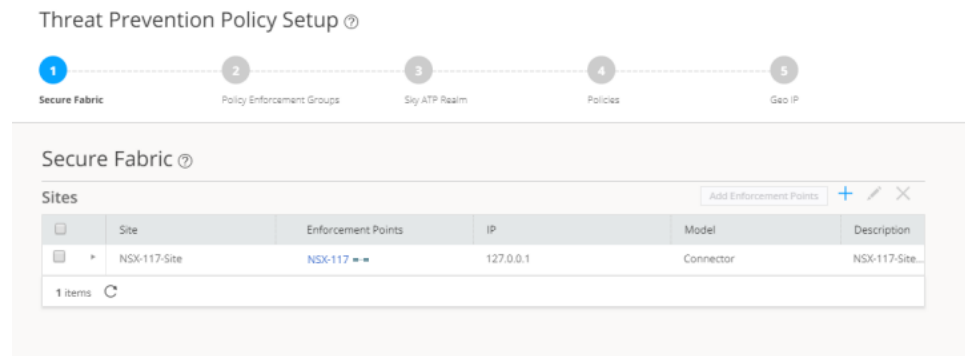 Threat Prevention Policy Setup ?
1 2 3 4 5
Secure Fabric Policy Enforcement Groups Sky ATP Realm Policies Geo IP
Secure Fabric ?
Sites Add Enforcement Points
Site Enforcement Points IP Model Description
NSX-117-Site NSX-117 127.0.0.1 Connector NSX-117-Site...
1 items